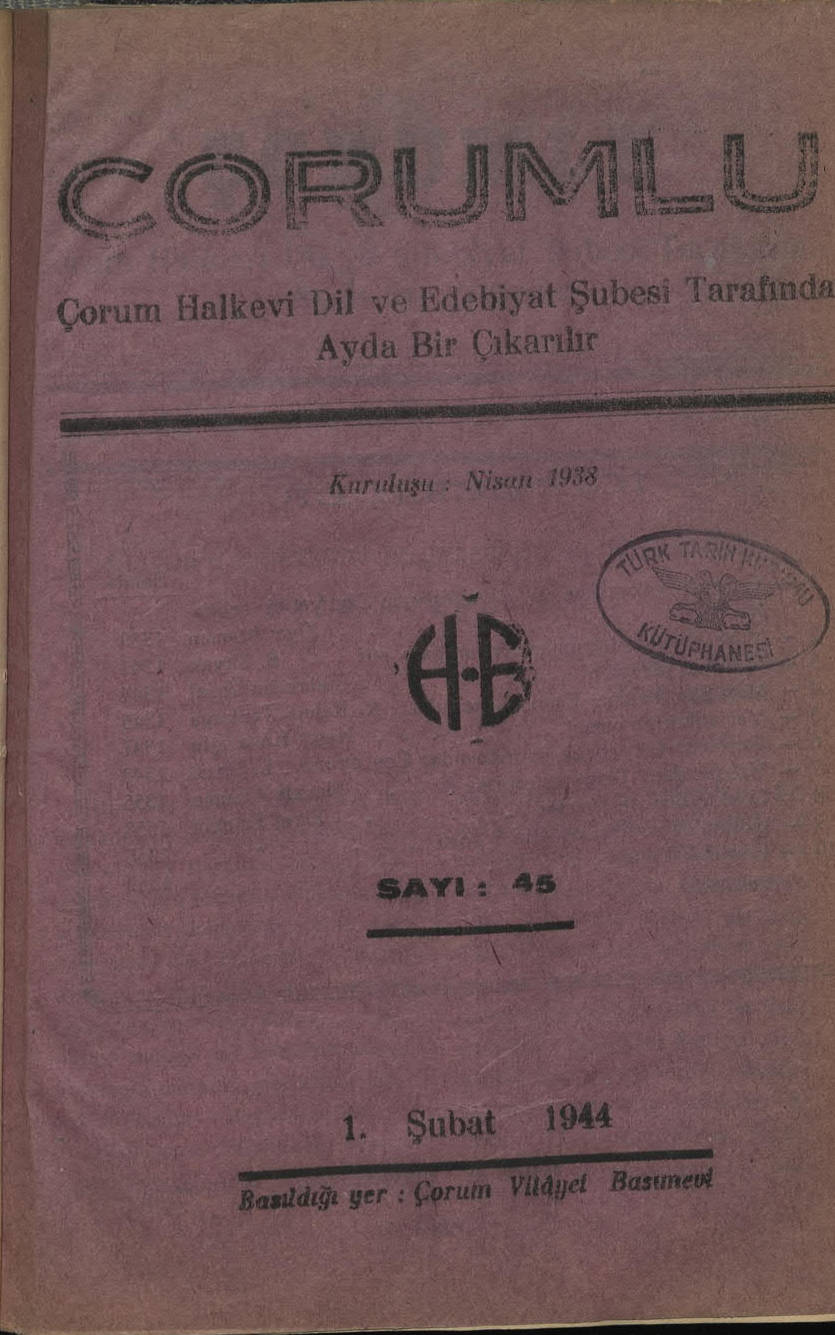 ÇORUMLU
Çorum Halkevi Dil ve Edebiyat Şubesi Tarafında
Ayda Bir Çıkarılır
Kuruluşu : Nisan 1938
TÜRK TARİH KURUMU
KÜTÜPHANESİ
H·E
SAYI : 45
1. Şubat 1944
Basıldığı yer : Çorum Vilâyet Basımevi